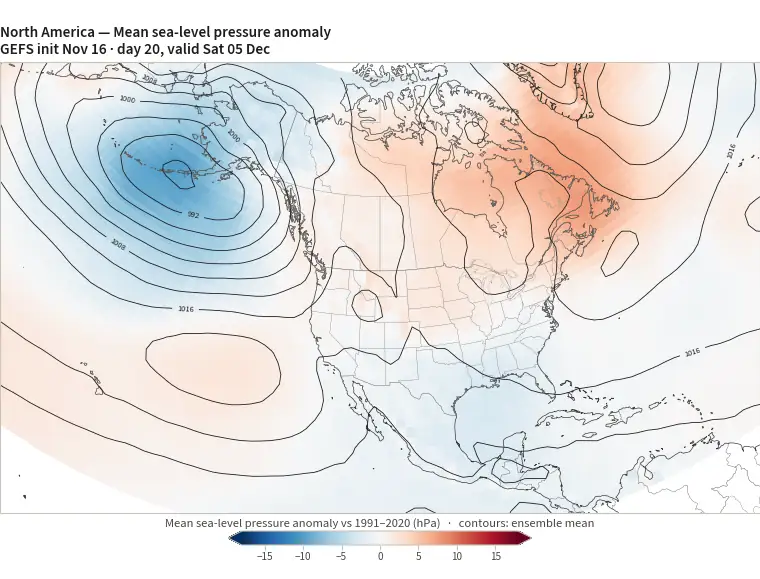 North America — Mean sea-level pressure anomaly
GEFS init Nov 16 · day 20, valid Sat 05 Dec
1008
1000
1000
1016
992
1008
1016
1016
Mean sea-level pressure anomaly vs 1991–2020 (hPa) · contours: ensemble mean
−15 −10 −5 0 5 10 15